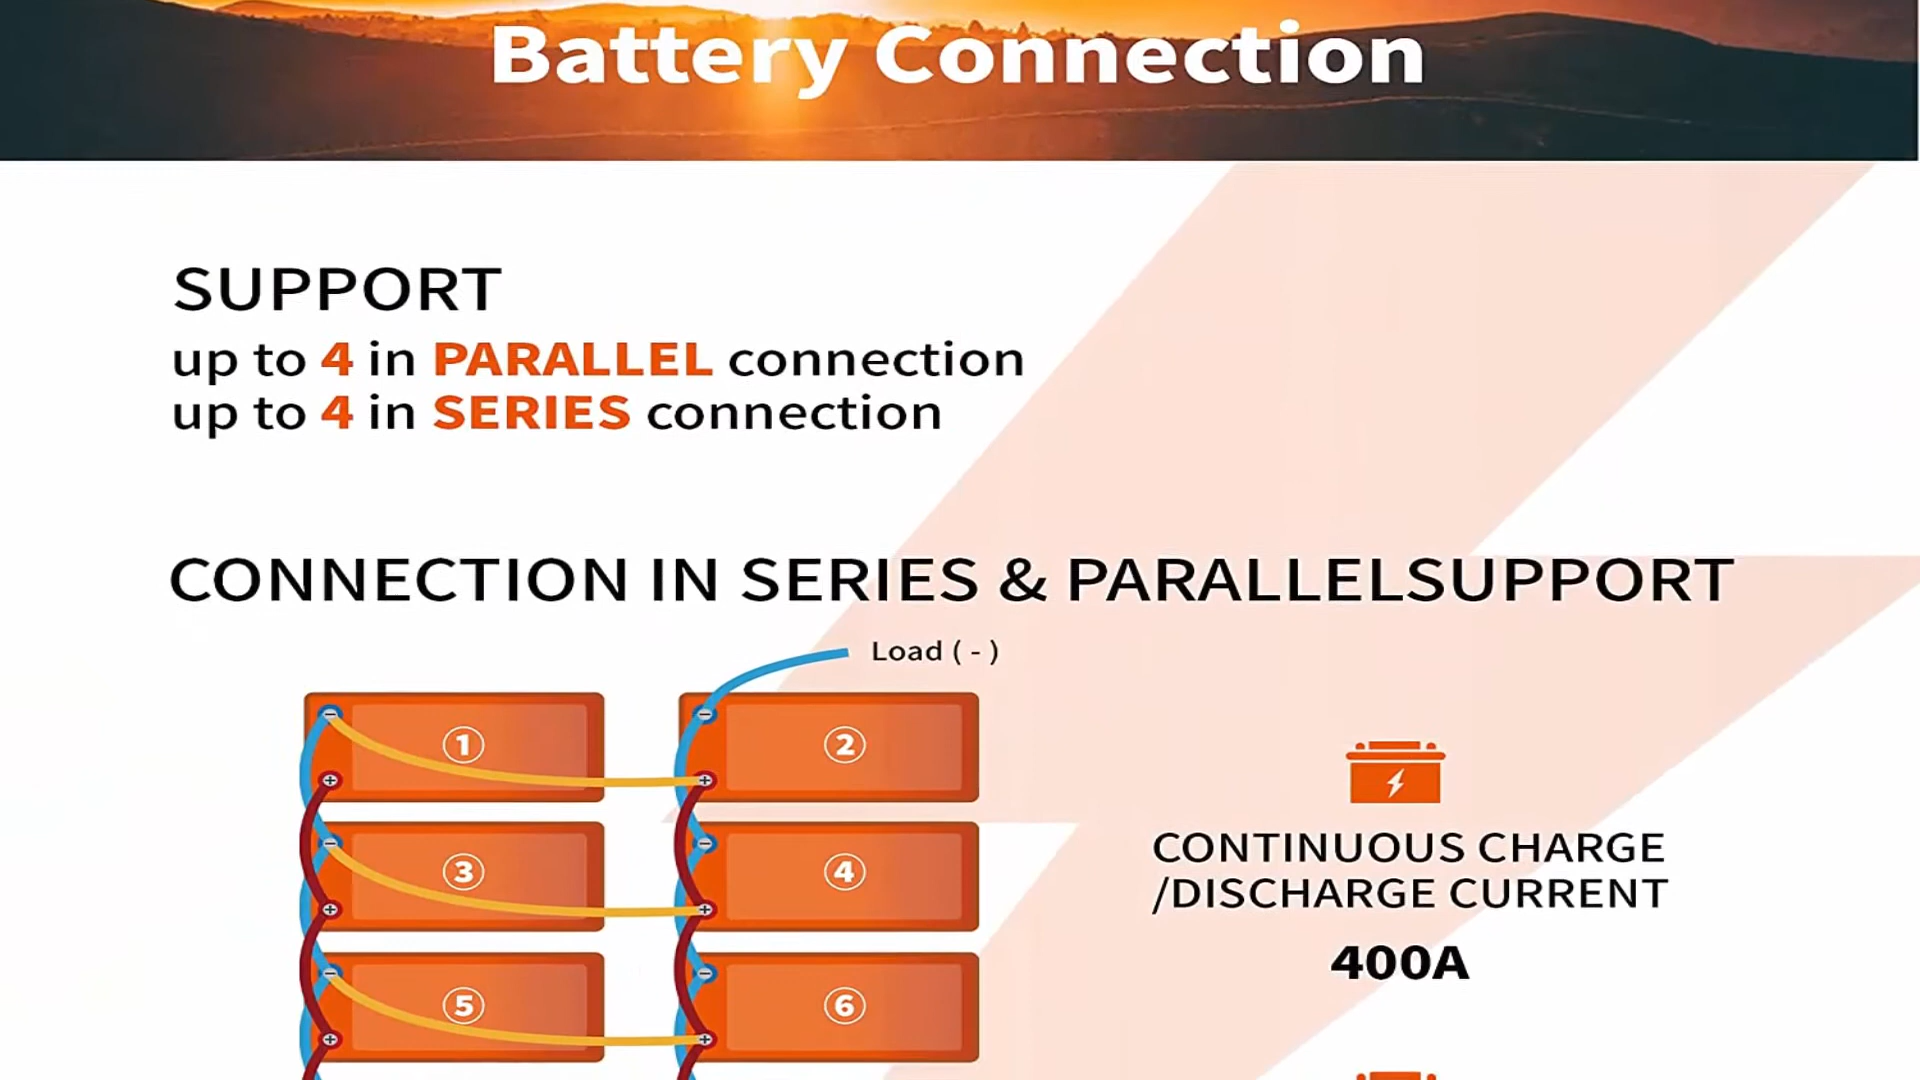 Battery Connection
SUPPORT
up to 4 in PARALLEL connection
up to 4 in SERIES connection
CONNECTION IN SERIES & PARALLELSUPPORT
Load ( - )
① ②
③ ④
⑤ ⑥
CONTINUOUS CHARGE
/DISCHARGE CURRENT
400A